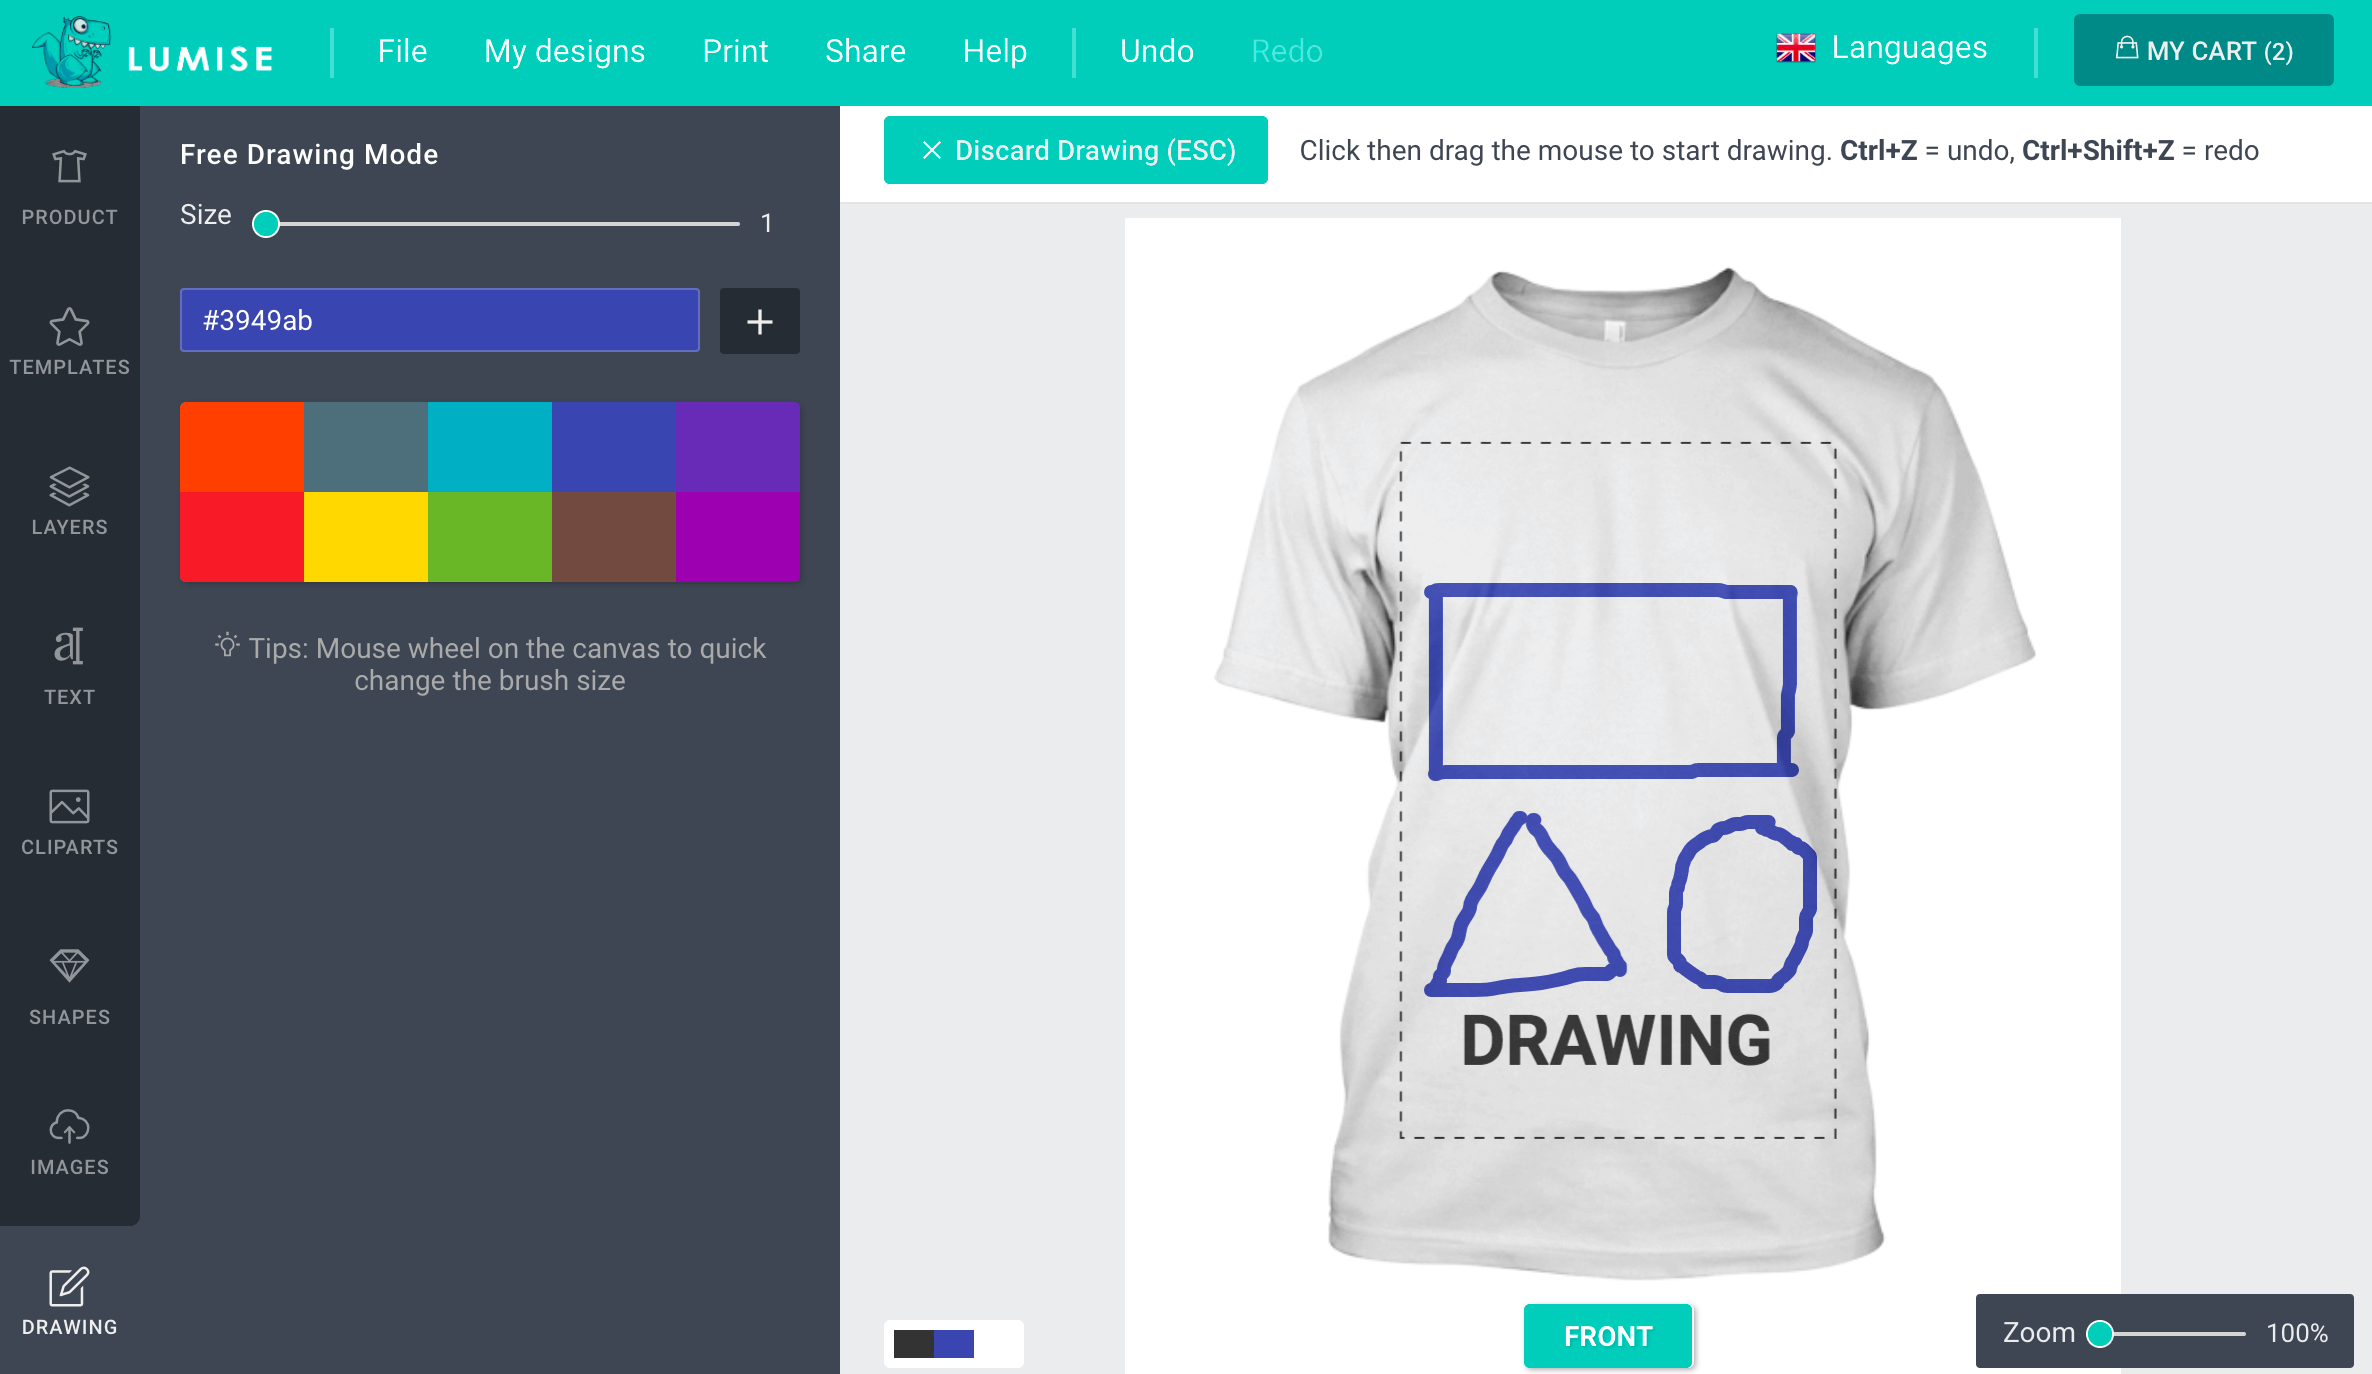 LUMISE
File
My designs
Print
Share
Help
Undo
Redo
Languages
MY CART (2)
PRODUCT
TEMPLATES
LAYERS
TEXT
CLIPARTS
SHAPES
IMAGES
DRAWING
Free Drawing Mode
Size
1
#3949ab
+
Tips: Mouse wheel on the canvas to quick
change the brush size
Discard Drawing (ESC)
Click then drag the mouse to start drawing. Ctrl+Z = undo, Ctrl+Shift+Z = redo
DRAWING
FRONT
Zoom
100%